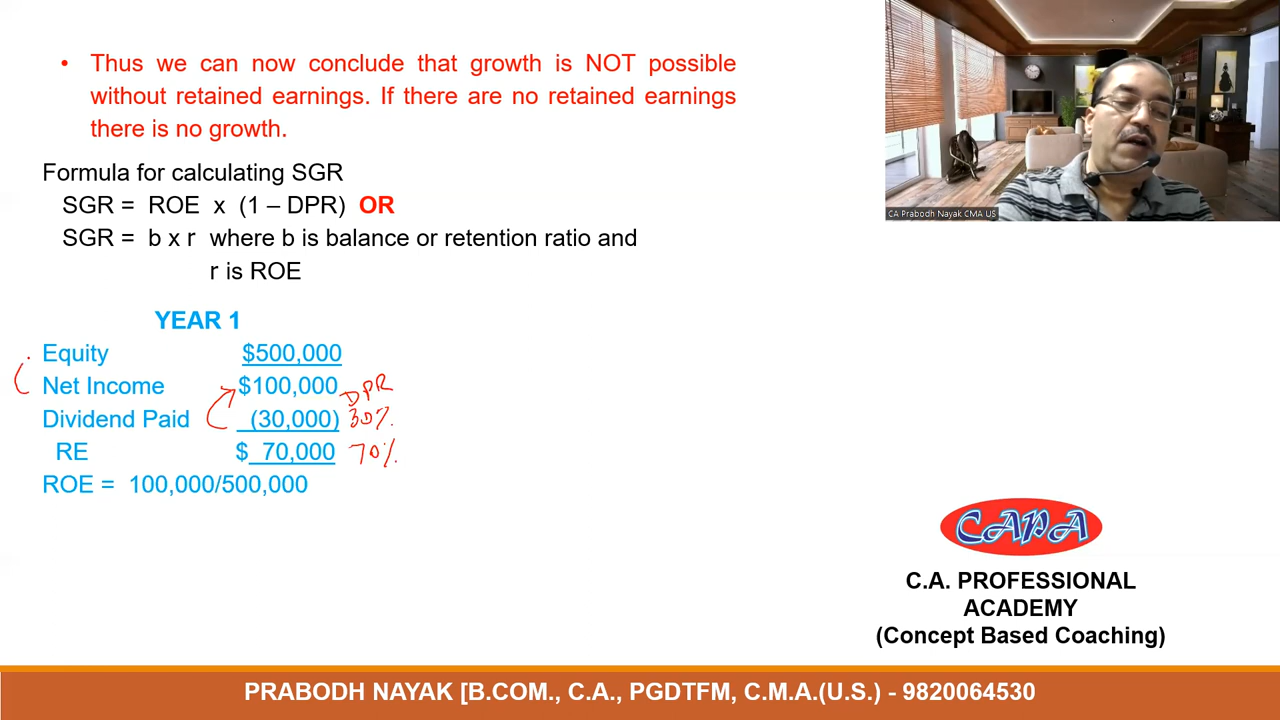 • Thus we can now conclude that growth is NOT possible
without retained earnings. If there are no retained earnings
there is no growth.
Formula for calculating SGR
SGR = ROE x (1 – DPR) OR
SGR = b x r where b is balance or retention ratio and
r is ROE
YEAR 1
Equity $500,000
Net Income $100,000 DPR
Dividend Paid (30,000) 30%
RE $ 70,000 70%
ROE = 100,000/500,000
CA Prabodh Nayak CMA US
CAPA
C.A. PROFESSIONAL
ACADEMY
(Concept Based Coaching)
PRABODH NAYAK [B.COM., C.A., PGDTFM, C.M.A.(U.S.) - 9820064530